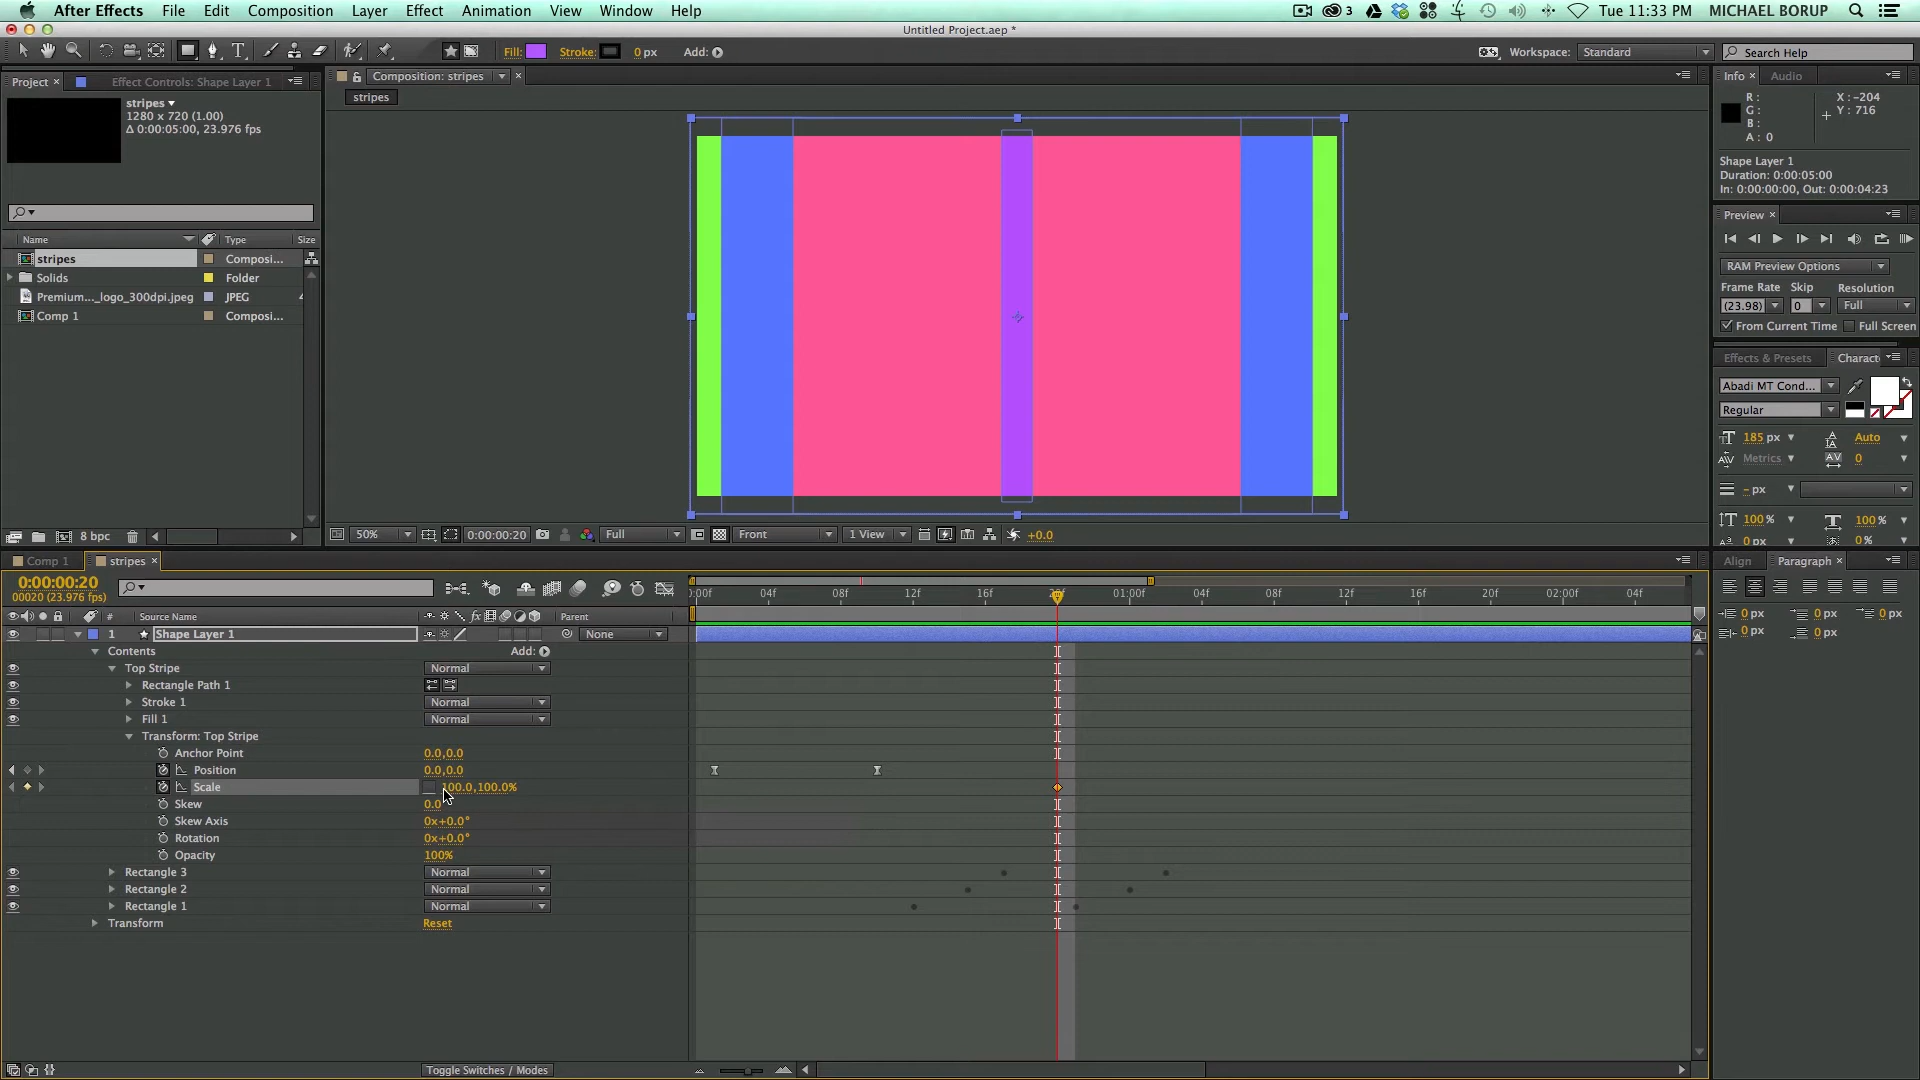 After Effects File Edit Composition Layer Effect Animation View Window Help 3 Tue 11:33 PM MICHAEL BORUP
Untitled Project.aep *
Fill: Stroke: 0 px Add: Workspace: Standard Search Help
Project × Effect Controls: Shape Layer 1
Composition: stripes ×
Info × Audio
stripes
stripes
1280 x 720 (1.00)
Δ 0:00:05:00, 23.976 fps
R :
G :
B :
A : 0
X : -204
Y : 716
Shape Layer 1
Duration: 0:00:05:00
In: 0:00:00:00, Out: 0:00:04:23
Preview ×
Name Type Size
stripes Composi...
Solids Folder
Premium..._logo_300dpi.jpeg JPEG
Comp 1 Composi...
RAM Preview Options
Frame Rate Skip Resolution
(23.98) 0 Full
From Current Time Full Screen
Effects & Presets Charact
Abadi MT Cond...
Regular
185 px Auto
Metrics 0
- px
100 % 100 %
0 px 0 %
8 bpc
50% 0:00:00:20 Full Front 1 View +0.0
Comp 1 stripes ×
Align Paragraph ×
0:00:00:20
00020 (23.976 fps)
0:00f 04f 08f 12f 16f 01:00f 04f 08f 12f 16f 20f 02:00f 04f
0 px 0 px 0 px
0 px 0 px
# Source Name fx Parent
1 Shape Layer 1 None
Contents Add:
Top Stripe Normal
Rectangle Path 1
Stroke 1 Normal
Fill 1 Normal
Transform: Top Stripe
Anchor Point 0.0,0.0
Position 0.0,0.0
Scale 100.0,100.0%
Skew 0.0
Skew Axis 0x+0.0°
Rotation 0x+0.0°
Opacity 100%
Rectangle 3 Normal
Rectangle 2 Normal
Rectangle 1 Normal
Transform Reset
Toggle Switches / Modes